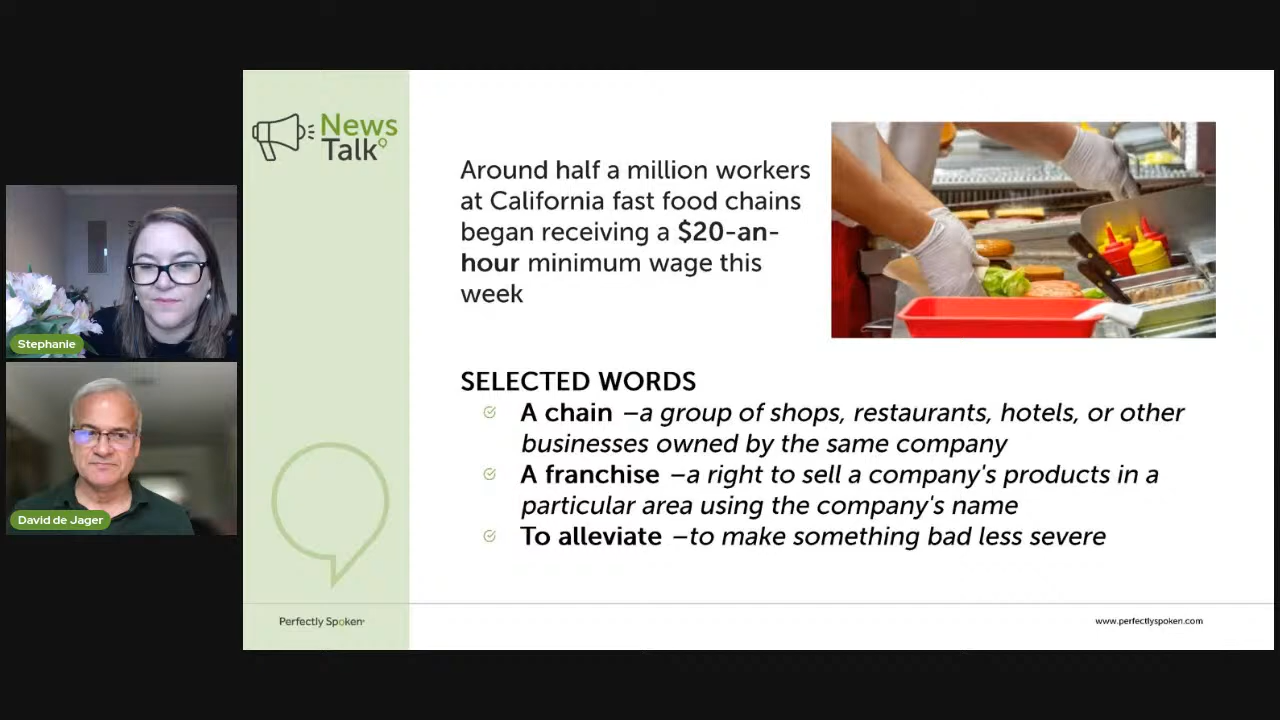 News
Talk
Around half a million workers
at California fast food chains
began receiving a $20-an-
hour minimum wage this
week
Stephanie
David de Jager
SELECTED WORDS
A chain –a group of shops, restaurants, hotels, or other
businesses owned by the same company
A franchise –a right to sell a company's products in a
particular area using the company's name
To alleviate –to make something bad less severe
Perfectly Spoken
www.perfectlyspoken.com